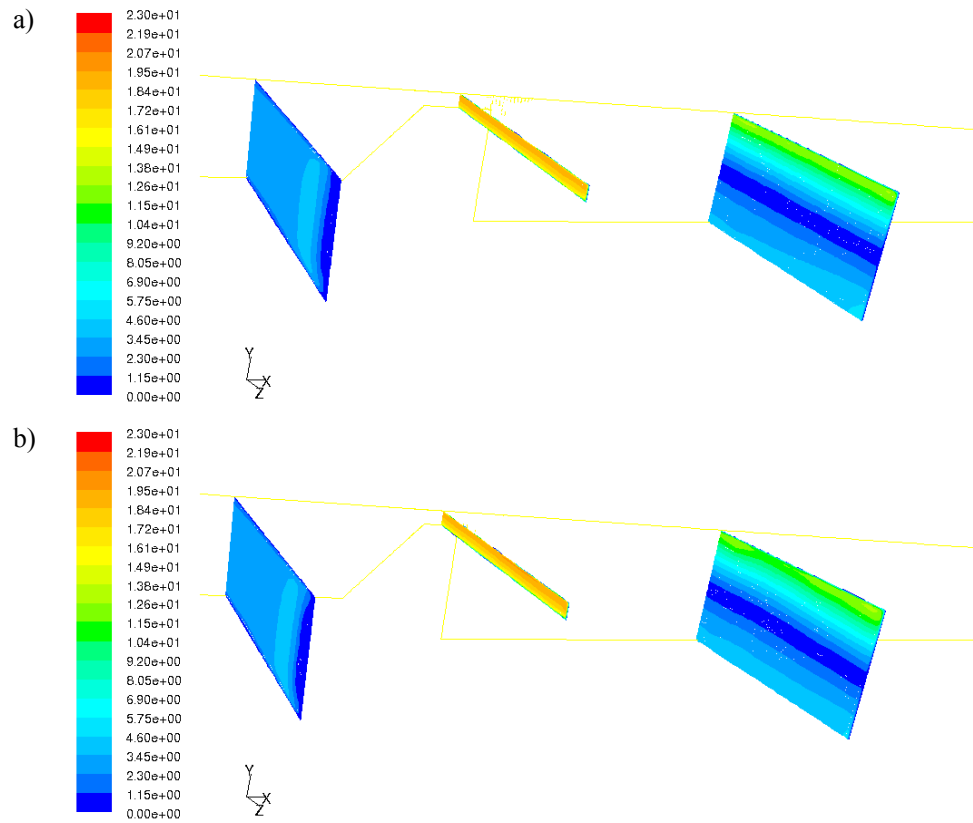 a)
2.30e+01
2.19e+01
2.07e+01
1.95e+01
1.84e+01
1.72e+01
1.61e+01
1.49e+01
1.38e+01
1.26e+01
1.15e+01
1.04e+01
9.20e+00
8.05e+00
6.90e+00
5.75e+00
4.60e+00
3.45e+00
2.30e+00
1.15e+00
0.00e+00
Y
X
Z
b)
2.30e+01
2.19e+01
2.07e+01
1.95e+01
1.84e+01
1.72e+01
1.61e+01
1.49e+01
1.38e+01
1.26e+01
1.15e+01
1.04e+01
9.20e+00
8.05e+00
6.90e+00
5.75e+00
4.60e+00
3.45e+00
2.30e+00
1.15e+00
0.00e+00
Y
X
Z